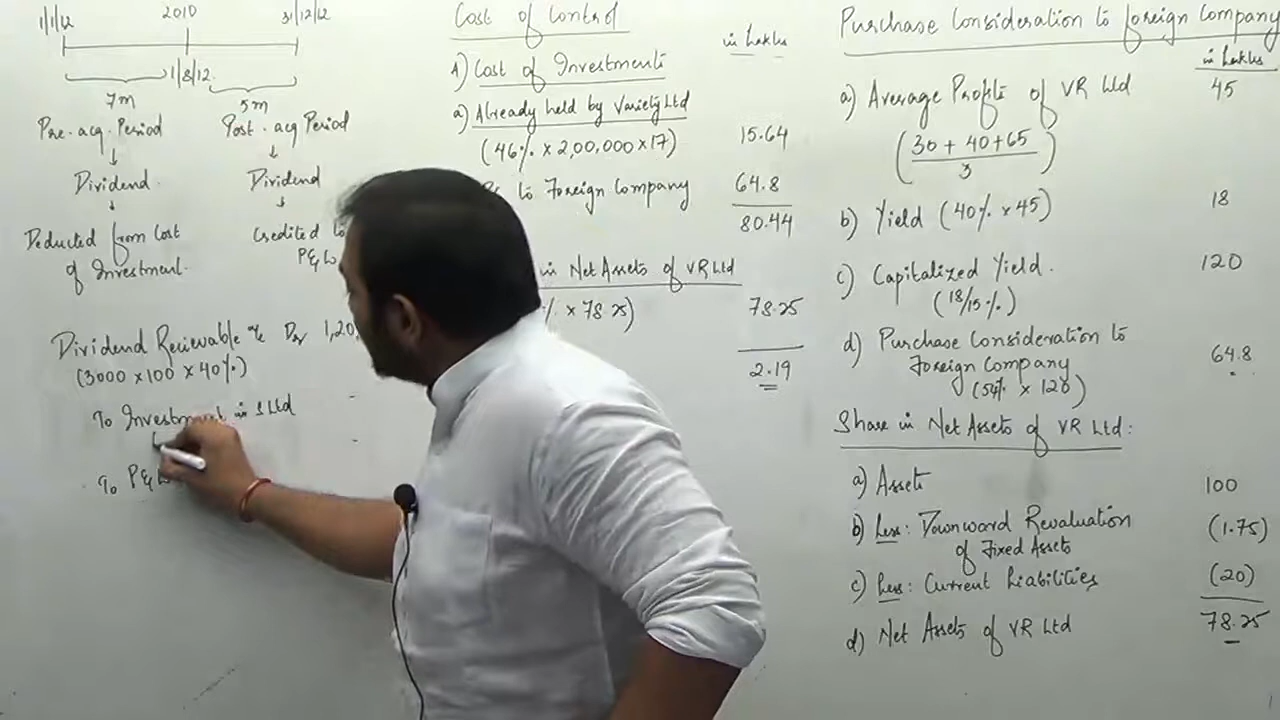 1/1/12 2010 31/12/12
1/8/12
7m 5m
Pre-acq. Period Post-acq Period
Dividend Dividend
Deducted from Cost of Investment. Credited to
P&L
Dividend Recievable a/c Dr 1,20,
(3000 x 100 x 40%)
To Investment in S Ltd -
To P&L -
Cost of Control
in Lakhs
1) Cost of Investments
a) Already held by Variety Ltd
(46% x 2,00,000 x 17) 15.64
to Foreign Company 64.8
80.44
in Net Assets of VR Ltd
% x 78.25) 78.25
2.19
Purchase Consideration to Foreign Company
in Lakhs
a) Average Profits of VR Ltd 45
(30 + 40 + 65
3)
b) Yield (40% x 45) 18
c) Capitalized Yield. 120
(18/15%)
d) Purchase Consideration to
Foreign Company 64.8
(54% x 120)
Share in Net Assets of VR Ltd:
a) Assets 100
b) Less: Downward Revaluation (1.75)
of Fixed Assets
c) Less: Current Liabilities (20)
d) Net Assets of VR Ltd 78.25